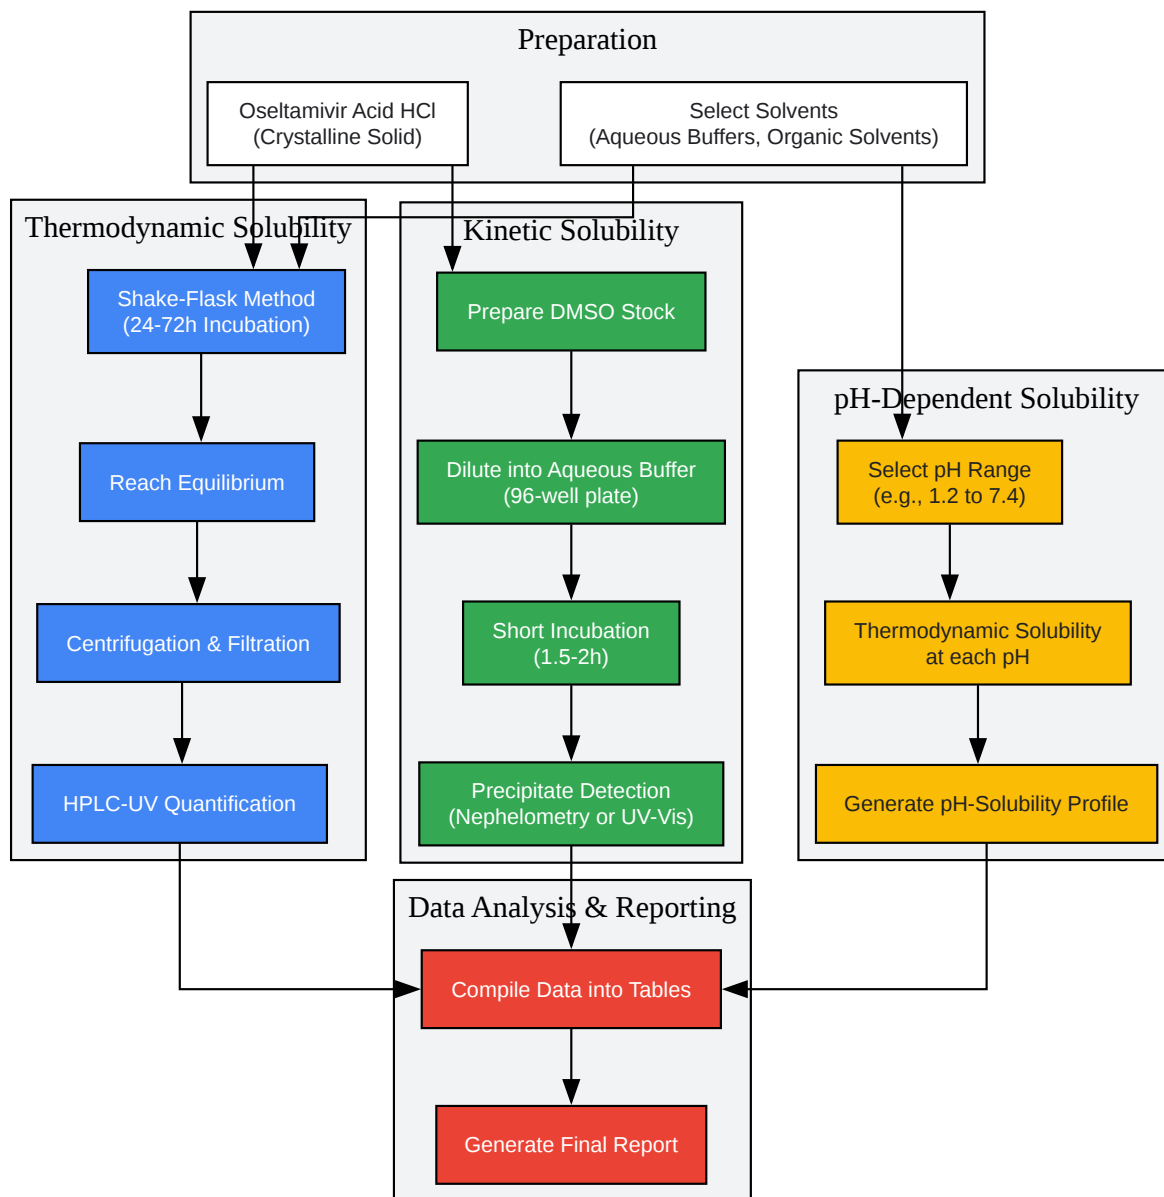 Preparation
Oseltamivir Acid HCl
(Crystalline Solid)
Select Solvents
(Aqueous Buffers, Organic Solvents)
Thermodynamic Solubility
Shake-Flask Method
(24-72h Incubation)
Reach Equilibrium
Centrifugation & Filtration
HPLC-UV Quantification
Kinetic Solubility
Prepare DMSO Stock
Dilute into Aqueous Buffer
(96-well plate)
Short Incubation
(1.5-2h)
Precipitate Detection
(Nephelometry or UV-Vis)
pH-Dependent Solubility
Select pH Range
(e.g., 1.2 to 7.4)
Thermodynamic Solubility
at each pH
Generate pH-Solubility Profile
Data Analysis & Reporting
Compile Data into Tables
Generate Final Report